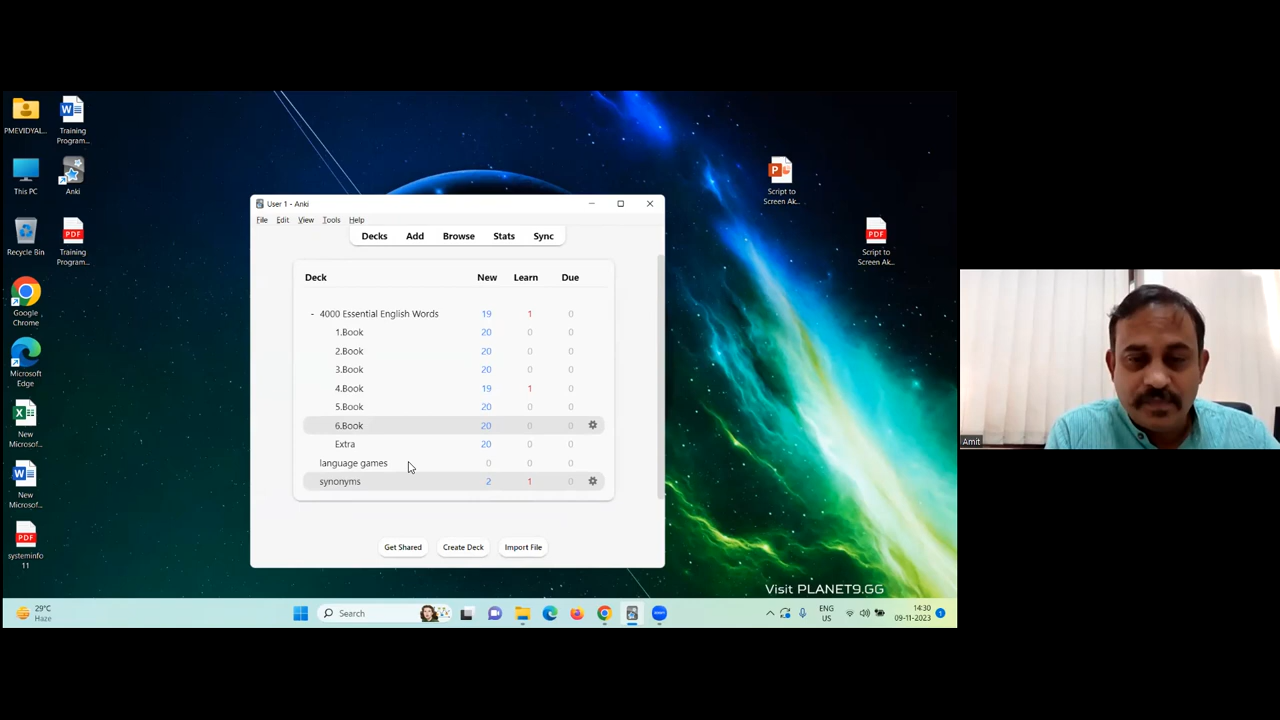 PMEVIDYAL...
Training
Program...
This PC
Anki
Recycle Bin
Training
Program...
Google
Chrome
Microsoft
Edge
New
Microsof...
New
Microsof...
systeminfo
11
Script to
Screen Ak...
Script to
Screen Ak...
User 1 - Anki
File Edit View Tools Help
Decks Add Browse Stats Sync
Deck New Learn Due
- 4000 Essential English Words 19 1 0
1.Book 20 0 0
2.Book 20 0 0
3.Book 20 0 0
4.Book 19 1 0
5.Book 20 0 0
6.Book 20 0 0
Extra 20 0 0
language games 0 0 0
synonyms 2 1 0
Get Shared Create Deck Import File
Visit PLANET9.GG
29°C
Haze
Search
ENG
US
14:30
09-11-2023
1
Amit